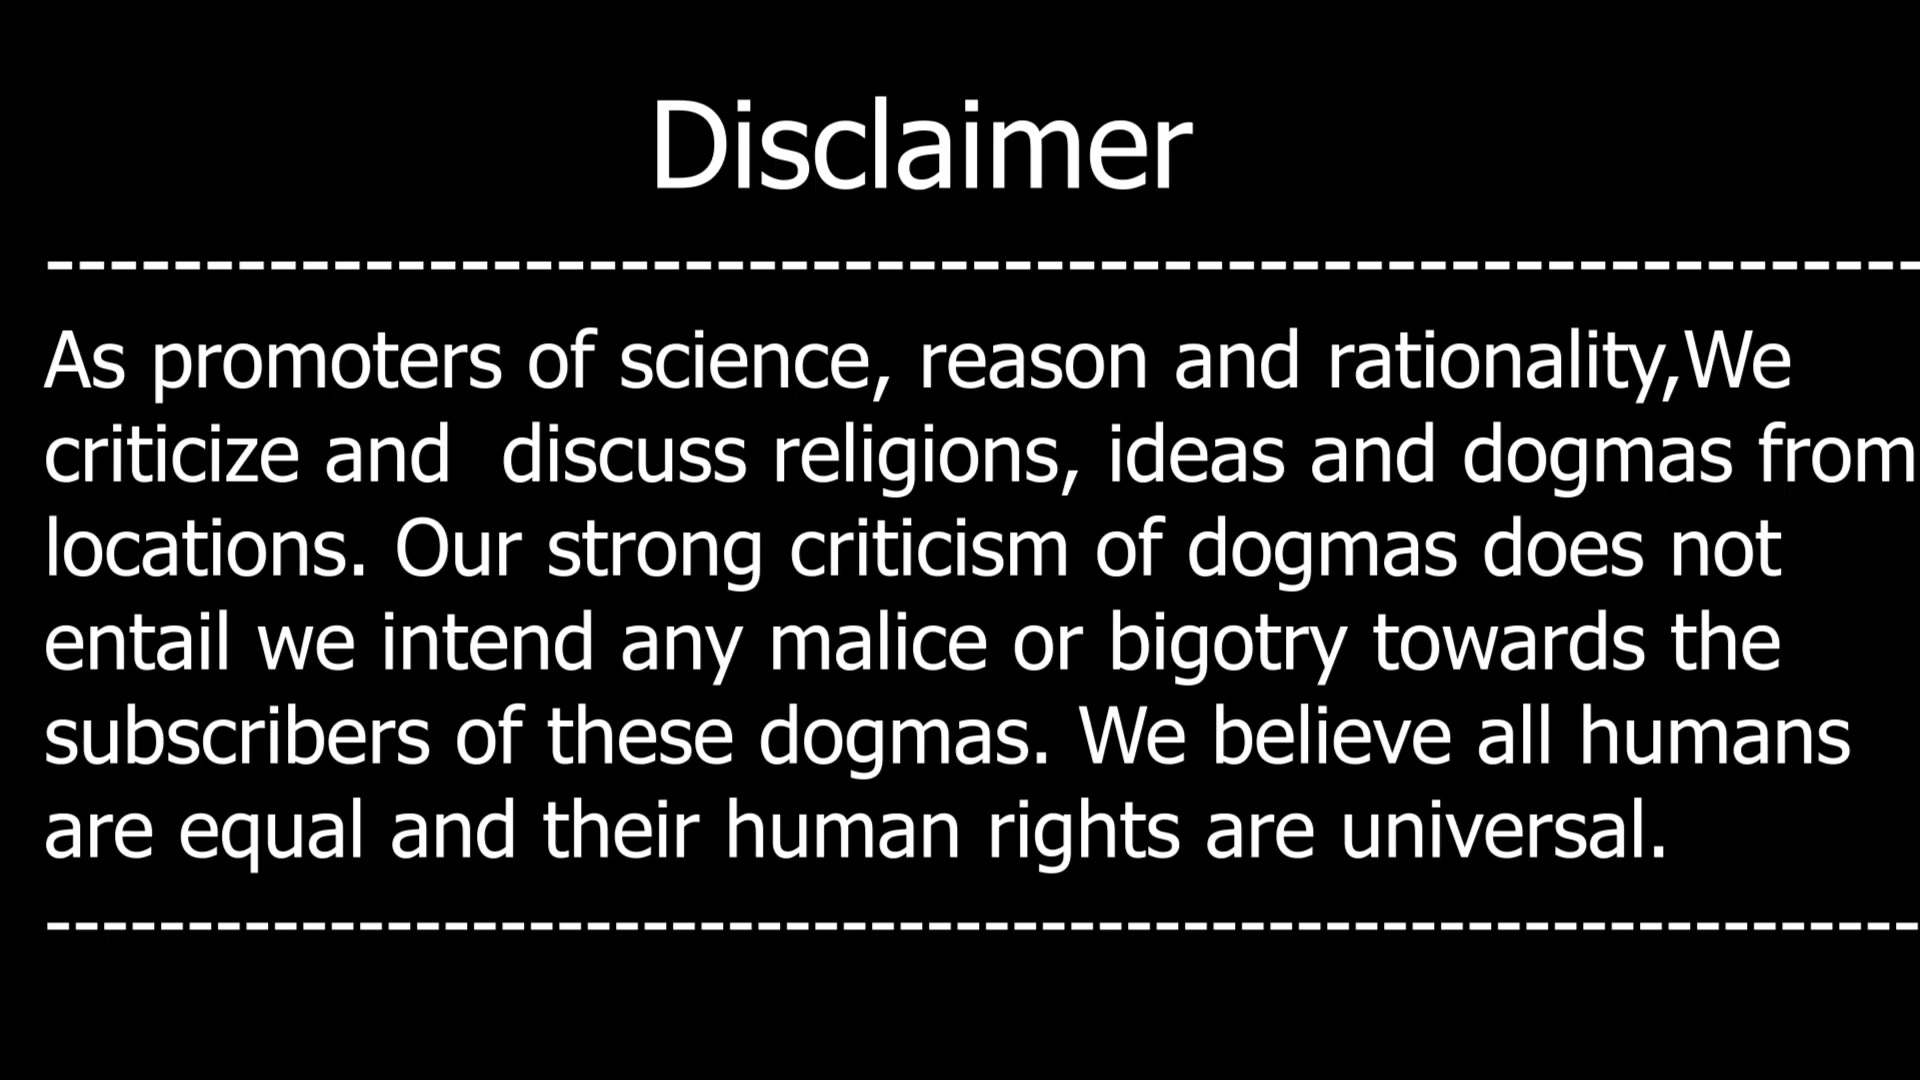 Disclaimer
------------------------------------------------------------
As promoters of science, reason and rationality,We
criticize and  discuss religions, ideas and dogmas from
locations. Our strong criticism of dogmas does not
entail we intend any malice or bigotry towards the
subscribers of these dogmas. We believe all humans
are equal and their human rights are universal.
------------------------------------------------------------------